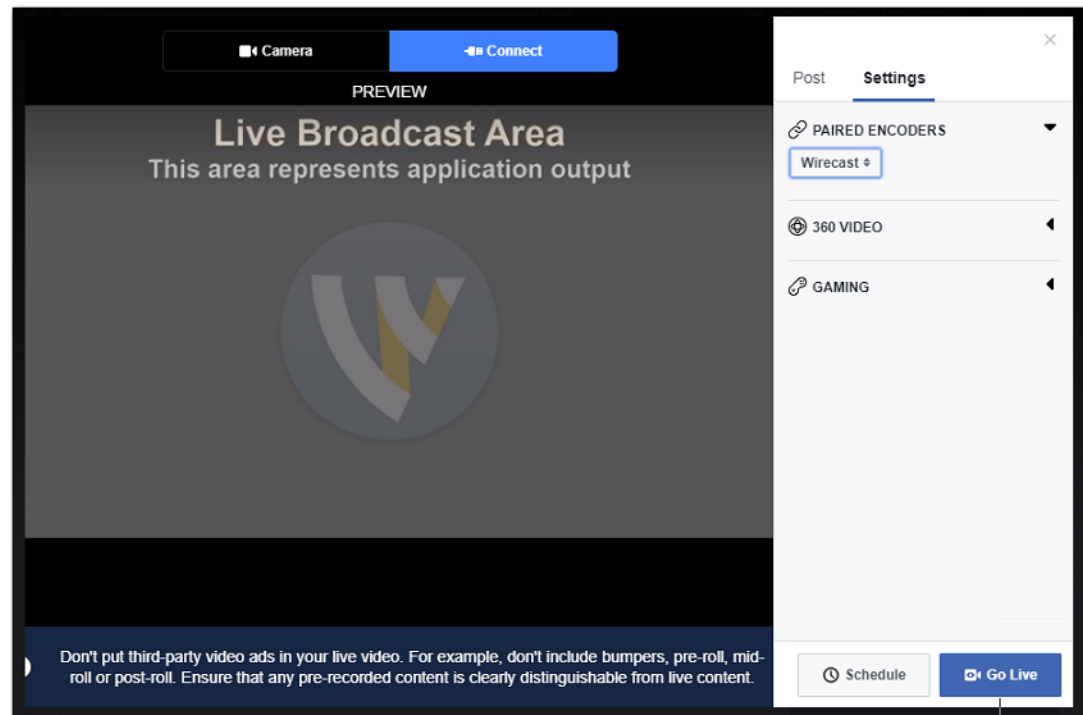 Camera
Connect
PREVIEW
Live Broadcast Area
This area represents application output
Don't put third-party video ads in your live video. For example, don't include bumpers, pre-roll, mid-
roll or post-roll. Ensure that any pre-recorded content is clearly distinguishable from live content.
Post
Settings
PAIRED ENCODERS
Wirecast
360 VIDEO
GAMING
Schedule
Go Live